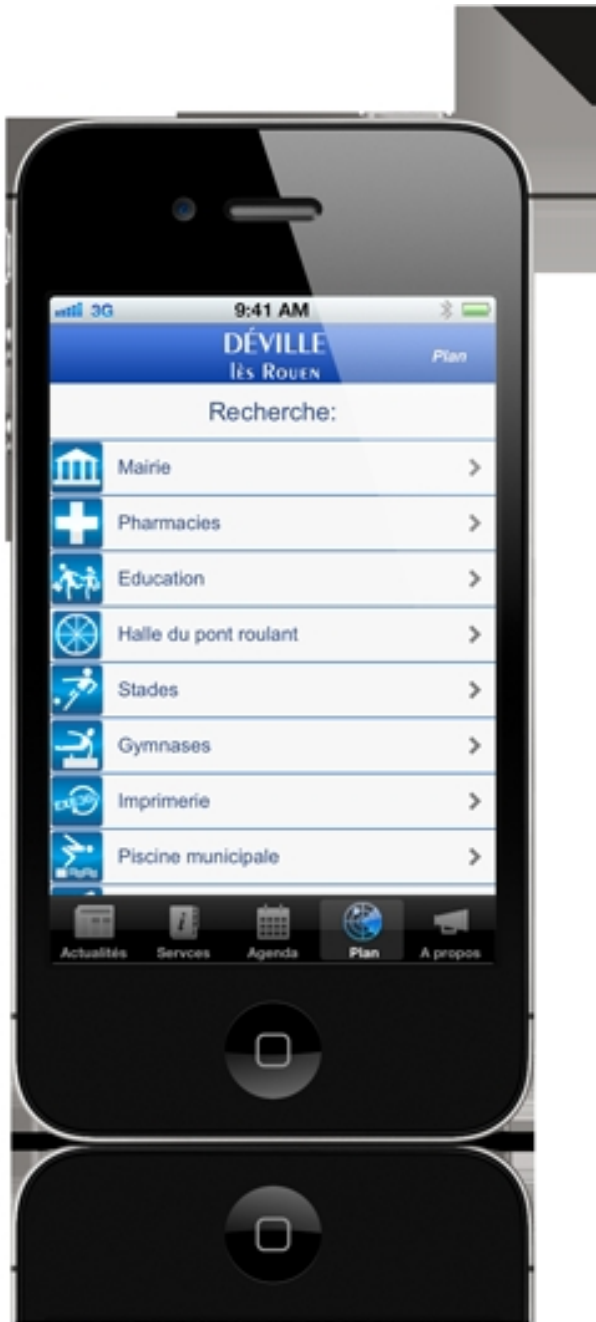 3G 9:41 AM
DÉVILLE
lès Rouen
Plan
Recherche:
Mairie
Pharmacies
Education
Halle du pont roulant
Stades
Gymnases
Imprimerie
Piscine municipale
Actualités Servces Agenda Plan A propos